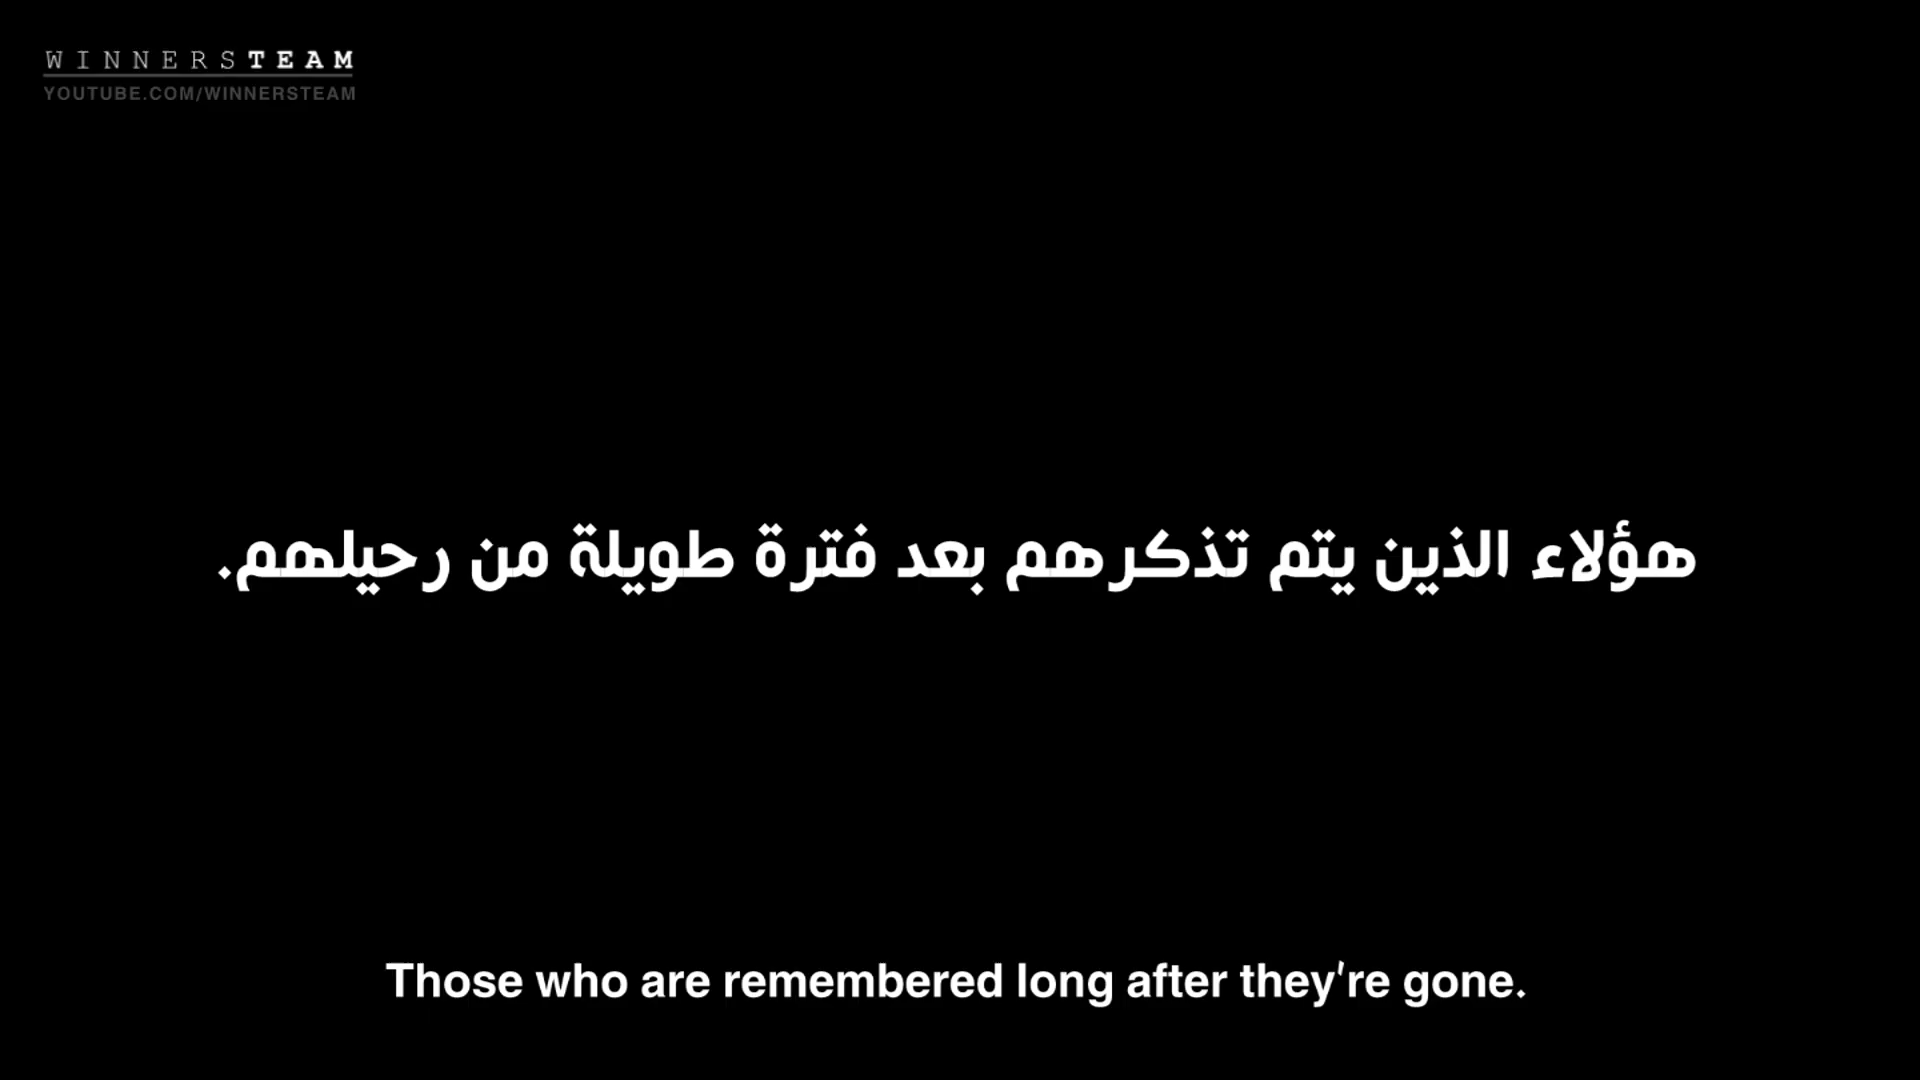 WINNERSTEAM
YOUTUBE.COM/WINNERSTEAM
هؤلاء الذين يتم تذكرهم بعد فترة طويلة من رحيلهم.
Those who are remembered long after they're gone.